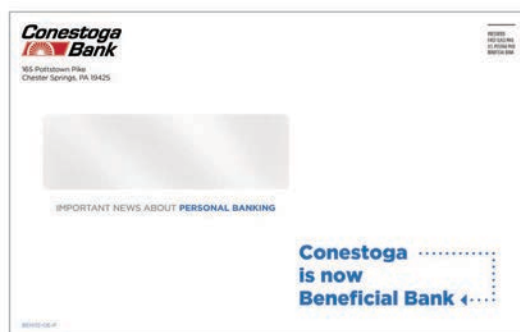 Conestoga
Bank
165 Pottstown Pike
Chester Springs, PA 19425
IMPORTANT NEWS ABOUT PERSONAL BANKING
Conestoga
is now
Beneficial Bank